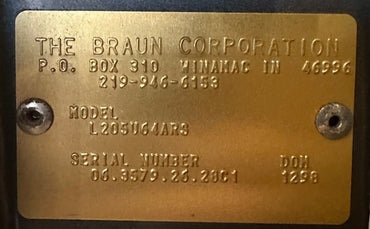 THE BRAUN CORPORATION
P.O. BOX 310 WINAMAC IN 46996
219-946-6153
MODEL
L205U64ARS
SERIAL NUMBER DOM
06.3579.26.28C1 1298